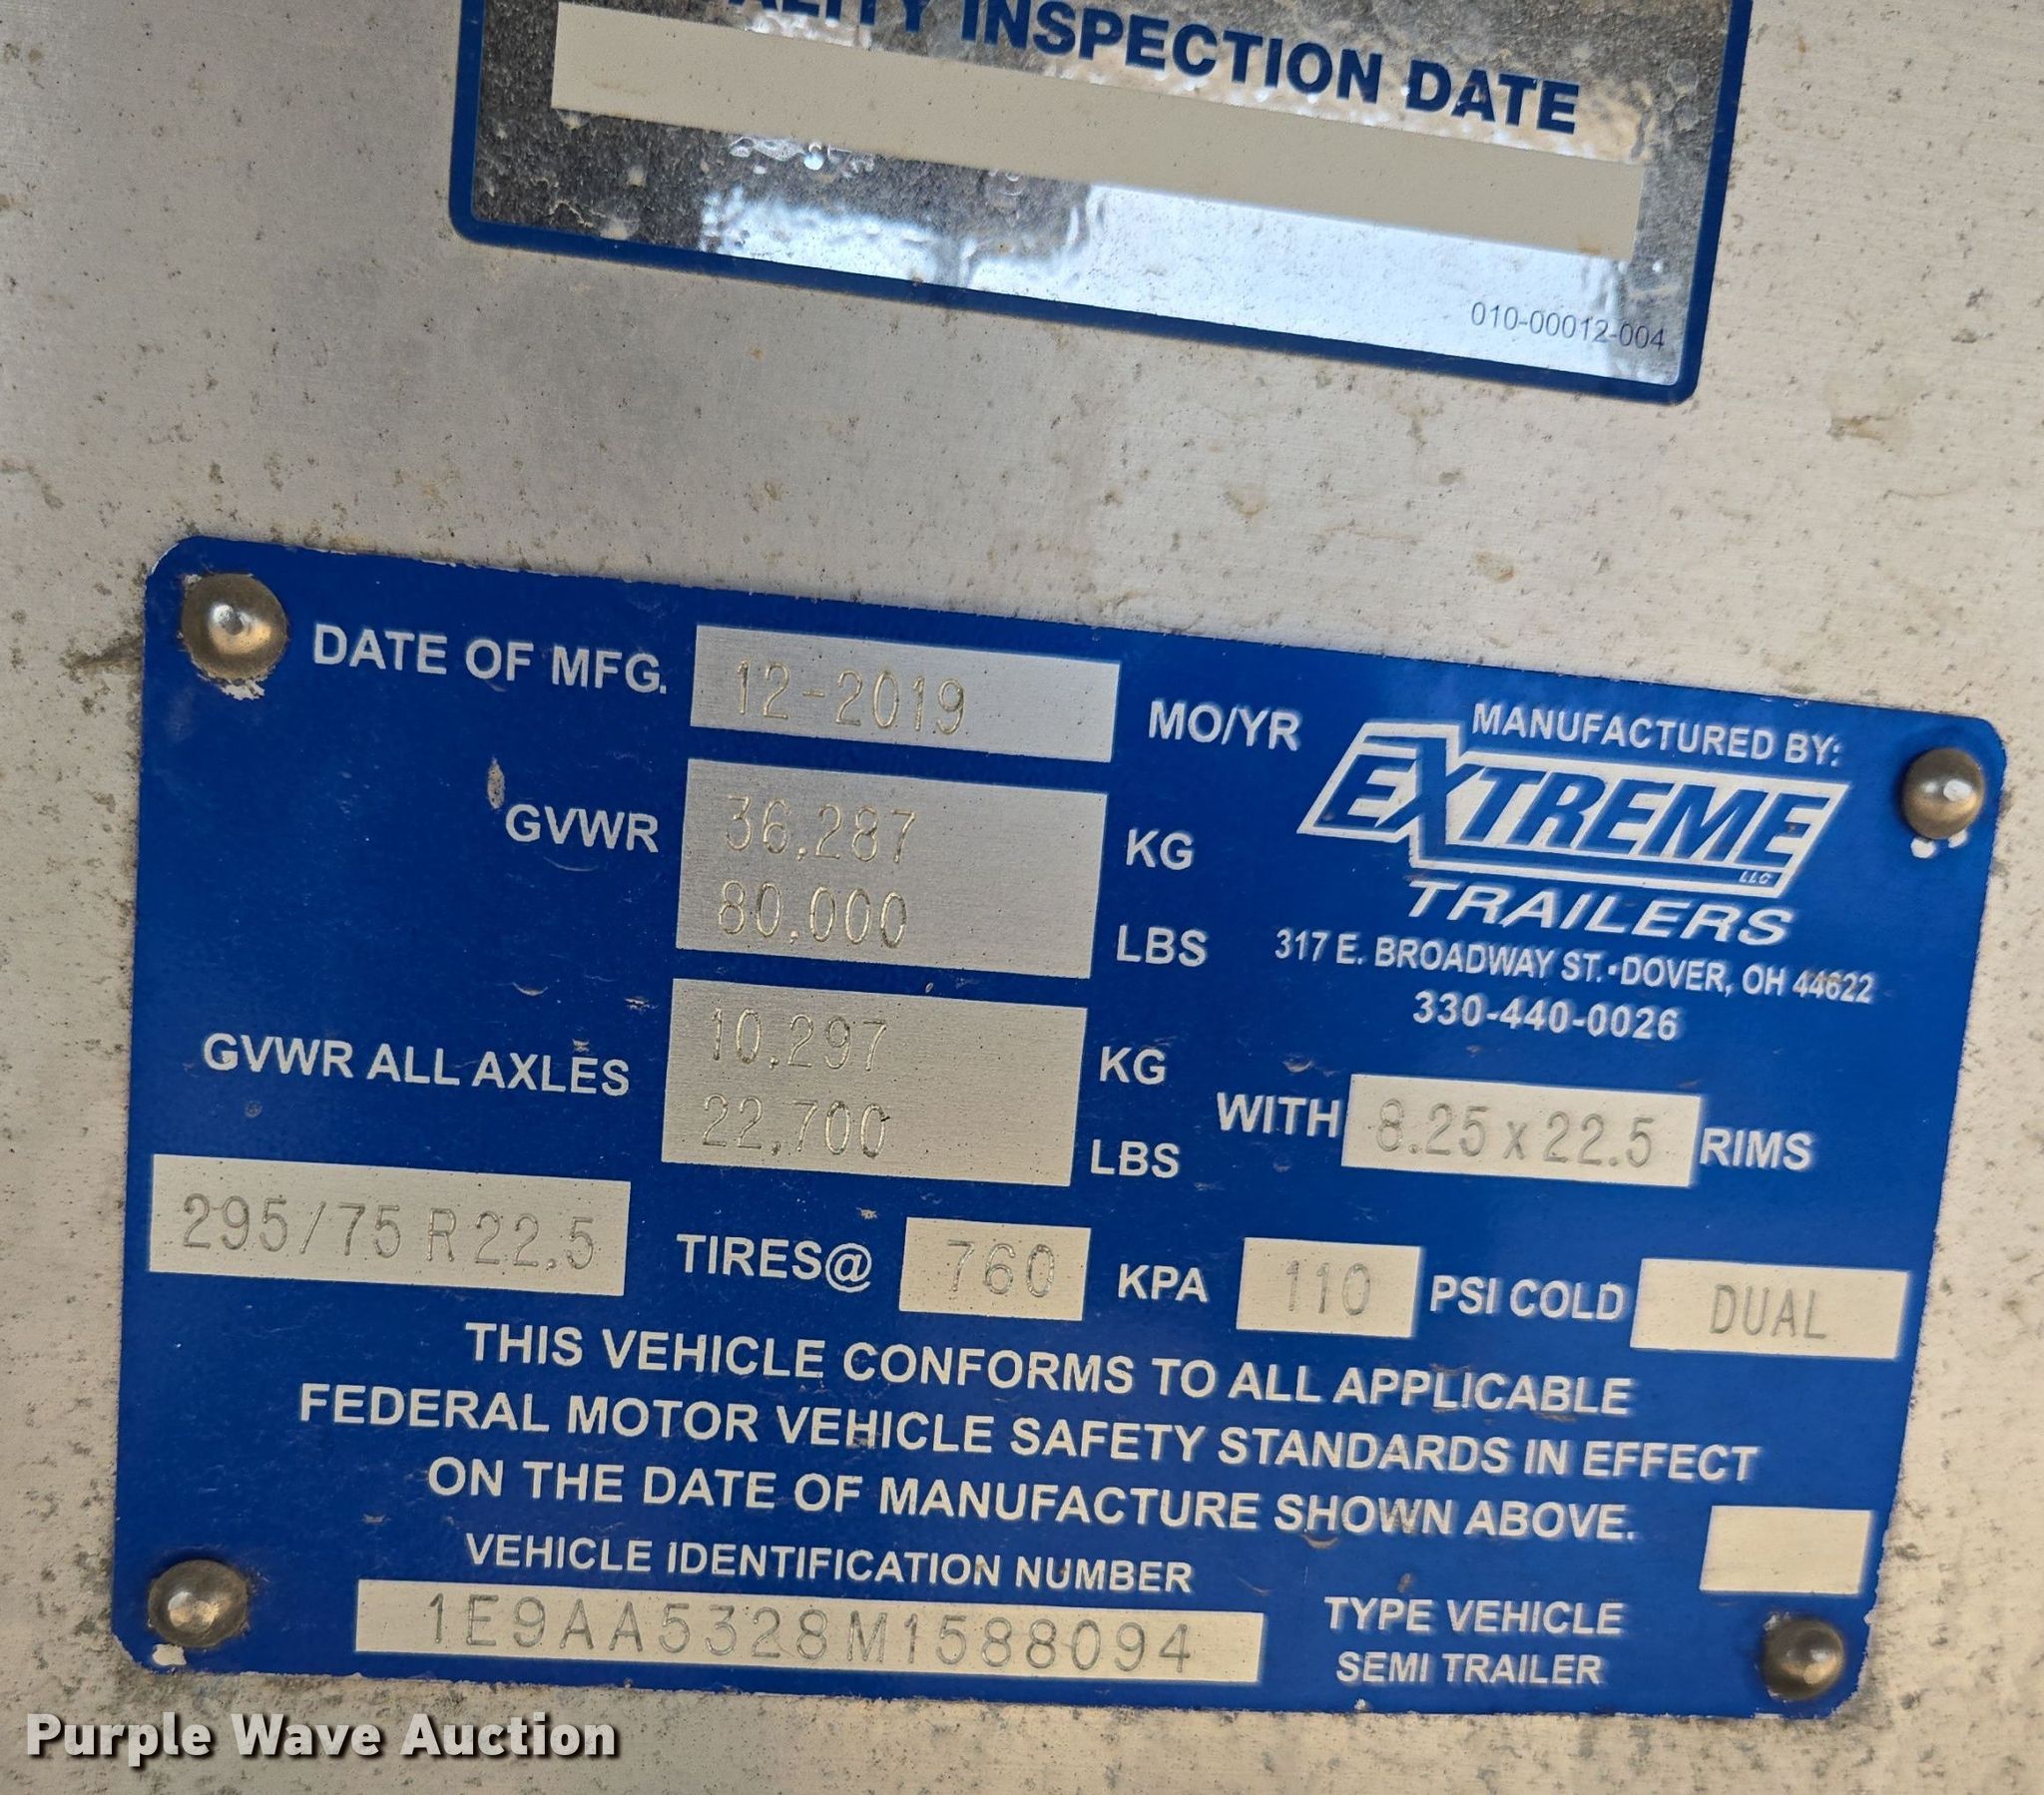 INSPECTION DATE
010-00012-004
DATE OF MFG. 12-2019 MO/YR
MANUFACTURED BY:
EXTREME LLC
TRAILERS
317 E. BROADWAY ST. • DOVER, OH 44622
330-440-0026
GVWR 36,287 KG
80,000 LBS
GVWR ALL AXLES 10,297 KG
22,700 LBS
WITH 8.25 x 22.5 RIMS
295/75 R 22.5 TIRES@ 760 KPA 110 PSI COLD DUAL
THIS VEHICLE CONFORMS TO ALL APPLICABLE
FEDERAL MOTOR VEHICLE SAFETY STANDARDS IN EFFECT
ON THE DATE OF MANUFACTURE SHOWN ABOVE.
VEHICLE IDENTIFICATION NUMBER
1E9AA5328M1588094
TYPE VEHICLE
SEMI TRAILER
Purple Wave Auction